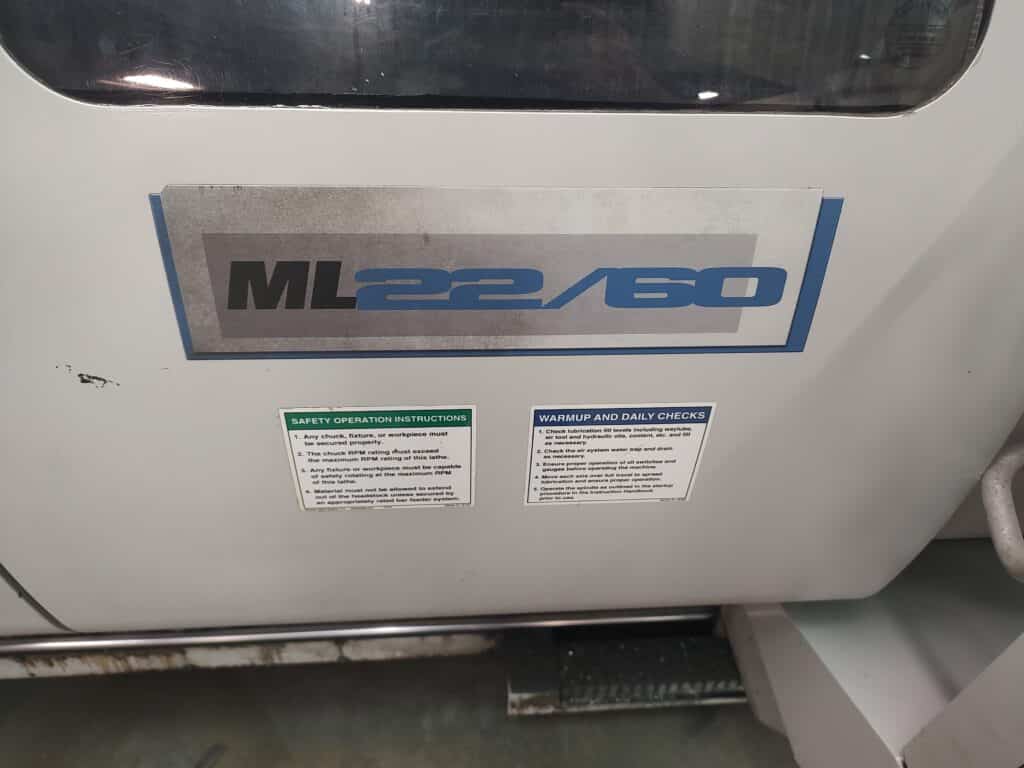 ML22/60
SAFETY OPERATION INSTRUCTIONS
1. Any chuck, fixture, or workpiece must
be secured properly.
2. The chuck RPM rating must exceed
the maximum RPM rating of this lathe.
3. Any fixture or workpiece must be capable
of safely rotating at the maximum RPM
of this lathe.
4. Material must not be allowed to extend
out of the headstock unless secured by
an appropriately rated bar feeder system.
WARMUP AND DAILY CHECKS
1. Check lubrication fill levels including waylube,
air tool and hydraulic oils, coolant, etc. and fill
as necessary.
2. Check the air system water trap and drain
as necessary.
3. Ensure proper operation of all switches and
gauges before operating the machine.
4. Move each axis over full travel to spread
lubrication and ensure proper operation.
5. Operate the spindle as outlined in the startup
procedure in the Instruction Handbook
prior to use.